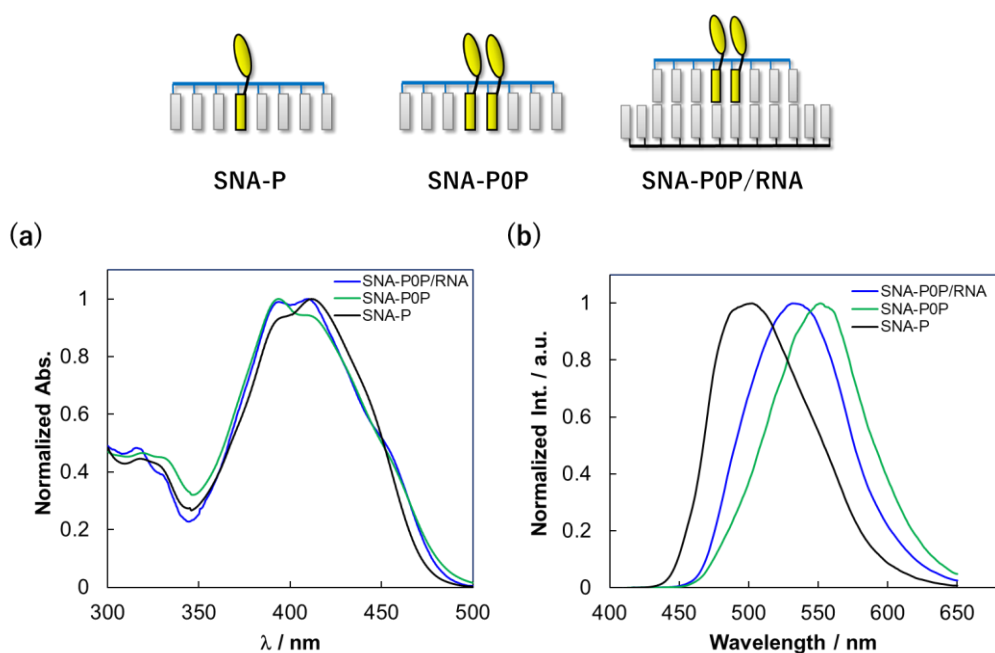 SNA-P
SNA-P0P
SNA-P0P/RNA
(a)
SNA-P0P/RNA
SNA-P0P
SNA-P
1
0.8
0.6
0.4
0.2
0
300
350
400
450
500
Normalized Abs.
λ / nm
(b)
SNA-P0P/RNA
SNA-P0P
SNA-P
1
0.8
0.6
0.4
0.2
0
400
450
500
550
600
650
Normalized Int. / a.u.
Wavelength / nm